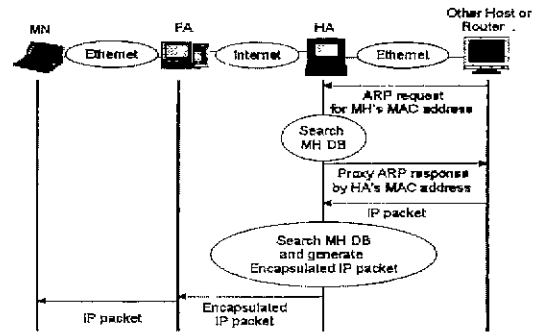 MN
FA
HA
Other Host or
Router
Ethernet
Internet
Ethernet
ARP request
for MH's MAC address
Search
MH DB
Proxy ARP response
by HA's MAC address
IP packet
Search MH DB
and generate
Encapsulated IP packet
Encapsulated
IP packet
IP packet